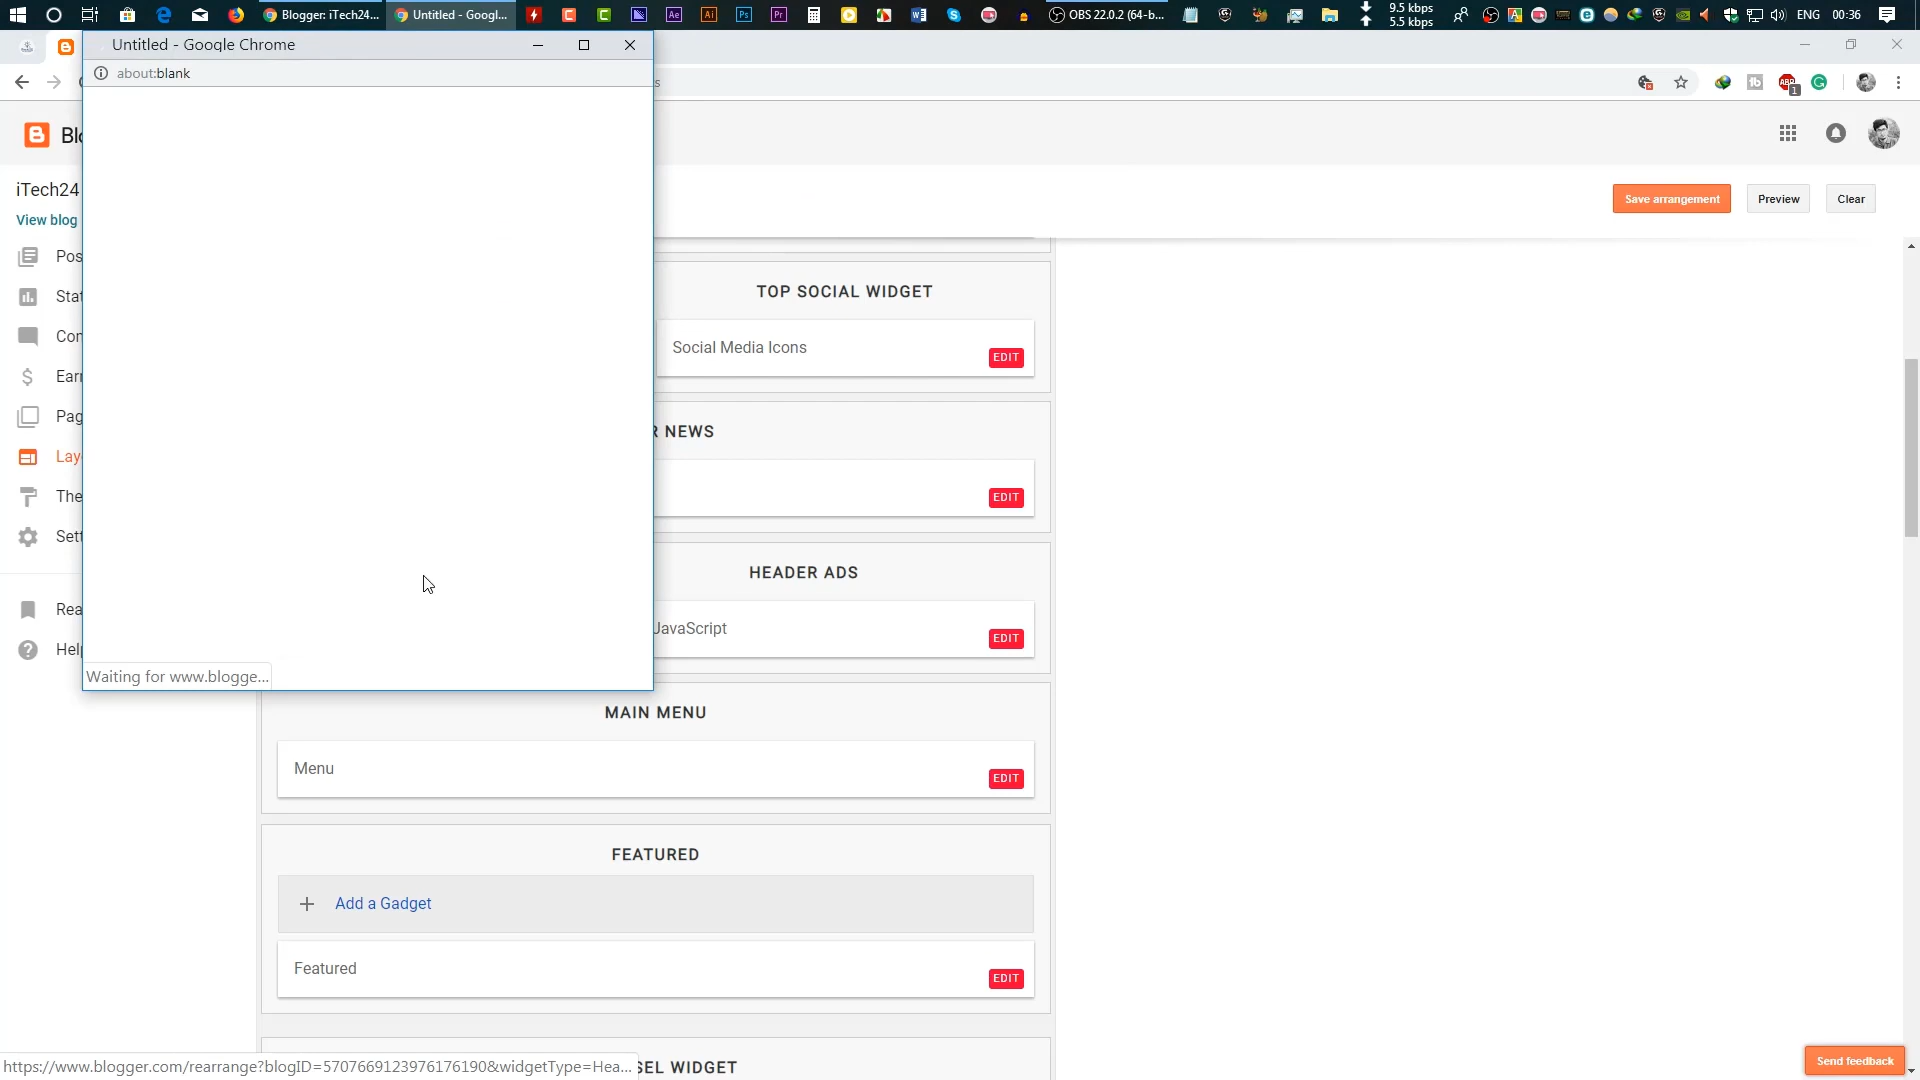 Blogger: iTech24...
Untitled - Googl...
OBS 22.0.2 (64-b...
9.5 kbps
5.5 kbps
ENG
00:36
Untitled - Google Chrome
about:blank
s
Blo
iTech24
View blog
Save arrangement
Preview
Clear
Pos
Stat
Con
Earn
Pag
Lay
The
Sett
Rea
Help
Waiting for www.blogge...
TOP SOCIAL WIDGET
Social Media Icons
EDIT
R NEWS
EDIT
HEADER ADS
JavaScript
EDIT
MAIN MENU
Menu
EDIT
FEATURED
Add a Gadget
Featured
EDIT
SEL WIDGET
https://www.blogger.com/rearrange?blogID=5707669123976176190&widgetType=Hea...
Send feedback